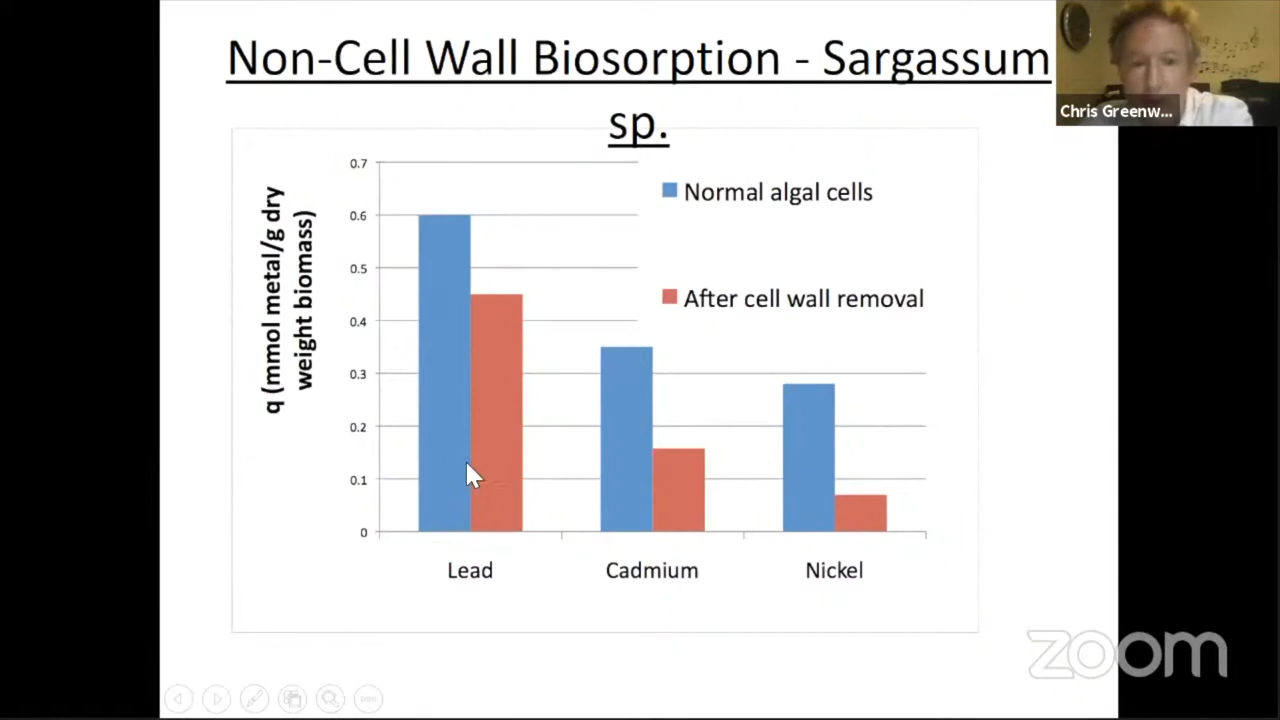 Non-Cell Wall Biosorption - Sargassum
sp.
Chris Greenw...
q (mmol metal/g dry
weight biomass)
0.7
0.6
0.5
0.4
0.3
0.2
0.1
0
Normal algal cells
After cell wall removal
Lead
Cadmium
Nickel
zoom